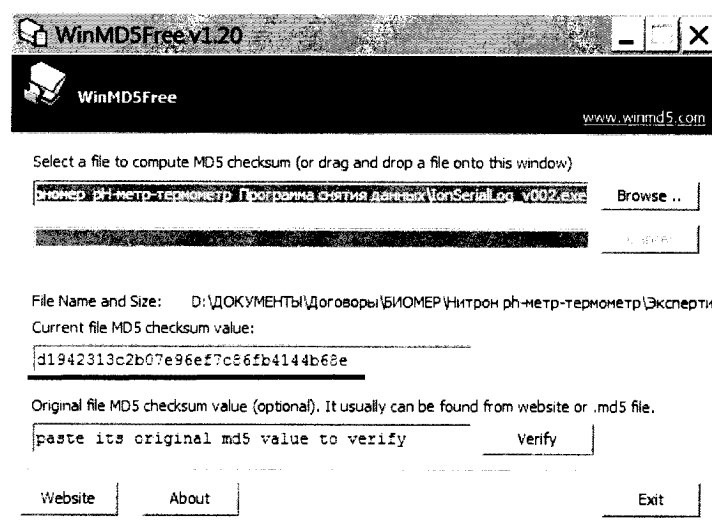 WinMD5Free v1.20
WinMD5Free
www.winmd5.com
Select a file to compute MD5 checksum (or drag and drop a file onto this window)
рномер pH-метр-термометр Программа снятия данных\IonSerialLog_v002.exe
Browse ..
Cancel
File Name and Size: D:\ДОКУМЕНТЫ\Договоры\БИОМЕР\Нитрон ph-метр-термометр\Эксперти
Current file MD5 checksum value:
d1942313c2b07e96ef7c86fb4144b68e
Original file MD5 checksum value (optional). It usually can be found from website or .md5 file.
paste its original md5 value to verify
Verify
Website
About
Exit